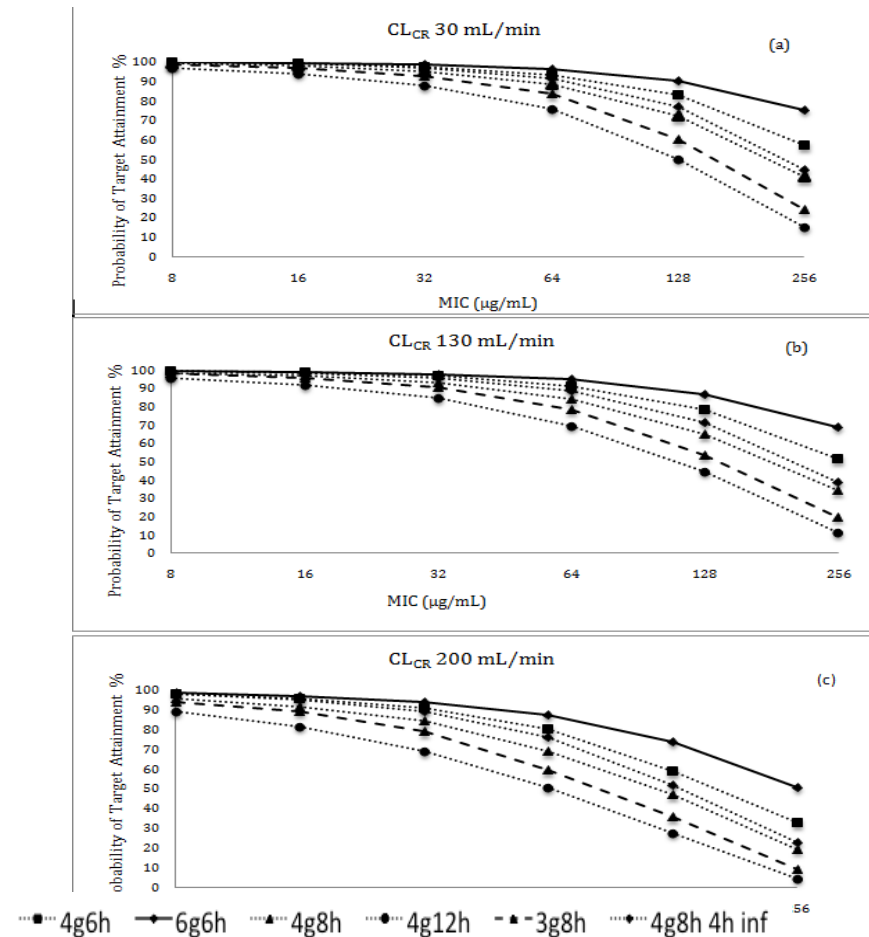 CLCR 30 mL/min
(a)
Probability of Target Attainment %
100
90
80
70
60
50
40
30
20
10
0
8 16 32 64 128 256
MIC (µg/mL)
CLCR 130 mL/min
(b)
Probability of Target Attainment %
100
90
80
70
60
50
40
30
20
10
0
8 16 32 64 128 256
MIC (µg/mL)
CLCR 200 mL/min
(c)
obability of Target Attainment %
100
90
80
70
60
50
40
30
20
10
0
56
4g6h 6g6h 4g8h 4g12h 3g8h 4g8h 4h inf